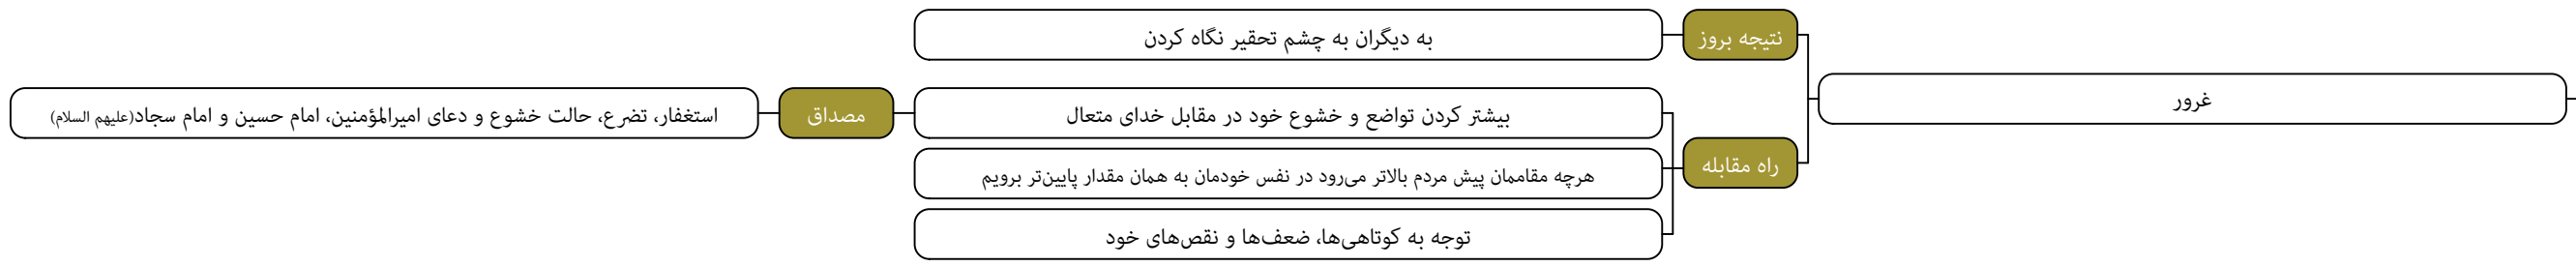 غرور
نتیجه بروز
به دیگران به چشم تحقیر نگاه کردن
راه مقابله
بیشتر کردن تواضع و خشوع خود در مقابل خدای متعال
مصداق
استغفار، تضرع، حالت خشوع و دعای امیرالمؤمنین، امام حسین و امام سجاد(علیهم السلام)
هرچه مقاممان پیش مردم بالاتر می‌رود در نفس خودمان به همان مقدار پایین‌تر برویم
توجه به کوتاهی‌ها، ضعف‌ها و نقص‌های خود